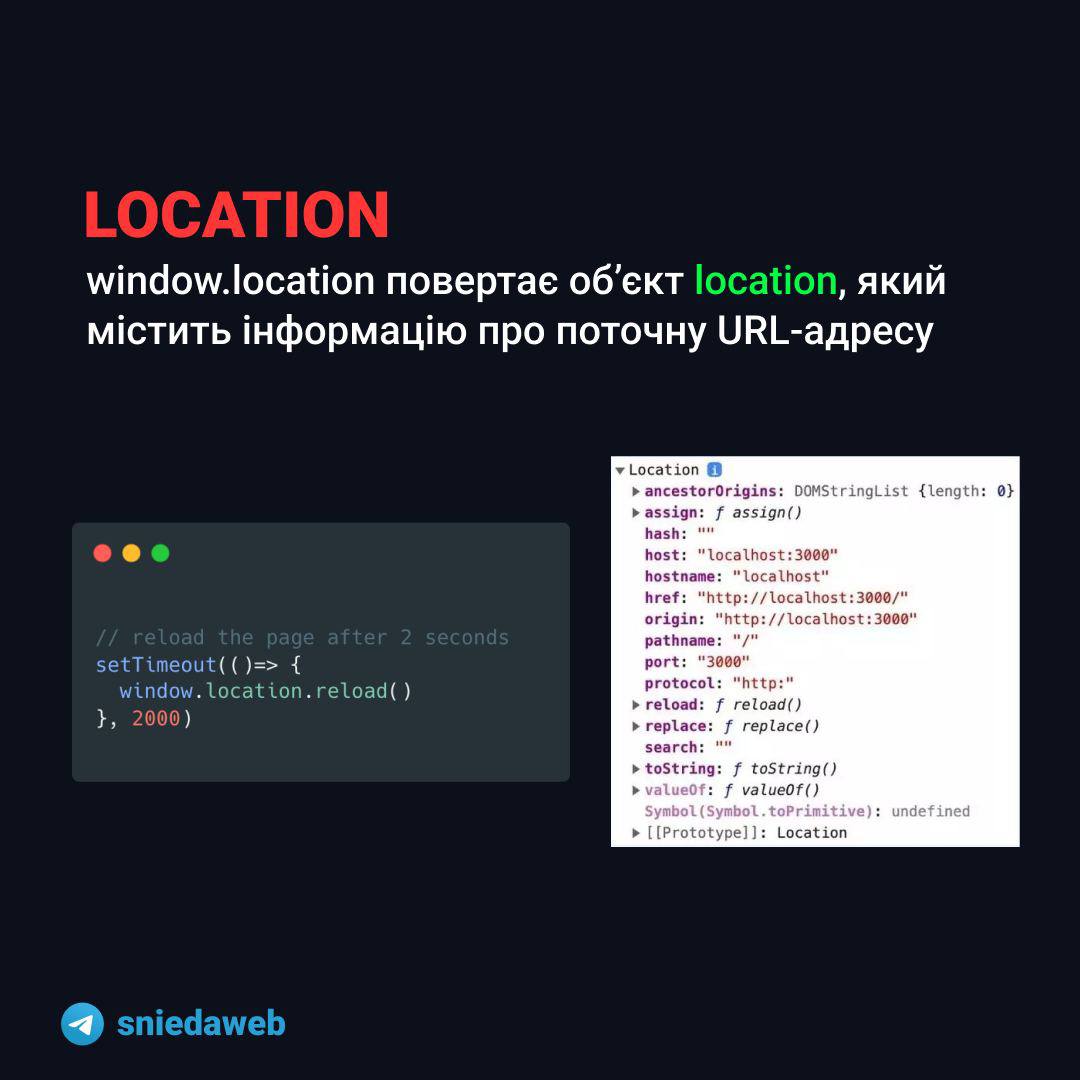 LOCATION
window.location повертає об’єкт location, який
містить інформацію про поточну URL-адресу
// reload the page after 2 seconds
setTimeout(()=> {
  window.location.reload()
}, 2000)
Location i
ancestorOrigins: DOMStringList {length: 0}
assign: ƒ assign()
hash: ""
host: "localhost:3000"
hostname: "localhost"
href: "http://localhost:3000/"
origin: "http://localhost:3000"
pathname: "/"
port: "3000"
protocol: "http:"
reload: ƒ reload()
replace: ƒ replace()
search: ""
toString: ƒ toString()
valueOf: ƒ valueOf()
Symbol(Symbol.toPrimitive): undefined
[[Prototype]]: Location
sniedaweb